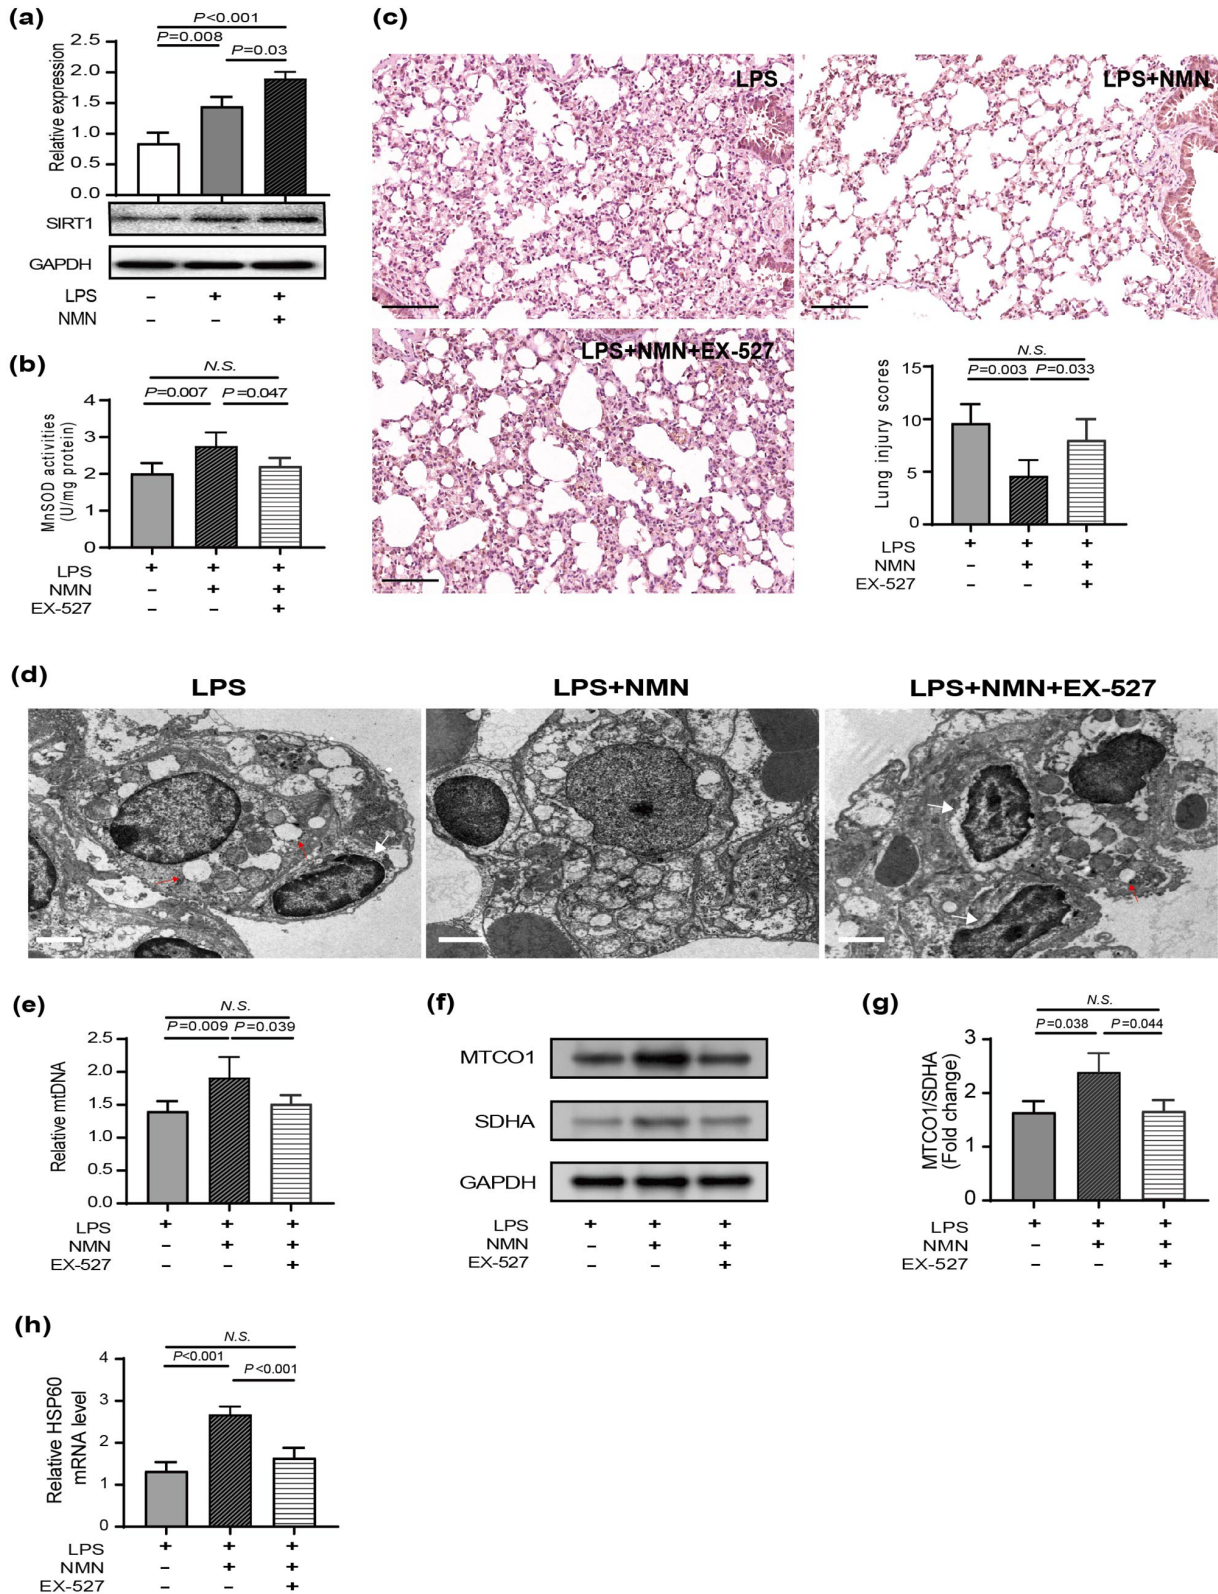 (a)
P<0.001
P=0.008
P=0.03
Relative expression
2.5
2.0
1.5
1.0
0.5
0.0
SIRT1
GAPDH
LPS – + +
NMN – – +
(b)
N.S.
P=0.007
P=0.047
MnSOD activities
(U/mg protein)
4
3
2
1
0
LPS + + +
NMN – + +
EX-527 – – +
(c)
LPS
LPS+NMN
LPS+NMN+EX-527
N.S.
P=0.003
P=0.033
Lung injury scores
15
10
5
0
LPS + + +
NMN – + +
EX-527 – – +
(d)
LPS
LPS+NMN
LPS+NMN+EX-527
(e)
N.S.
P=0.009
P=0.039
Relative mtDNA
2.5
2.0
1.5
1.0
0.5
0.0
LPS + + +
NMN – + +
EX-527 – – +
(f)
MTCO1
SDHA
GAPDH
LPS + + +
NMN – + +
EX-527 – – +
(g)
N.S.
P=0.038
P=0.044
MTCO1/SDHA
(Fold change)
3
2
1
0
LPS + + +
NMN – + +
EX-527 – – +
(h)
N.S.
P<0.001
P<0.001
Relative HSP60
mRNA level
4
3
2
1
0
LPS + + +
NMN – + +
EX-527 – – +